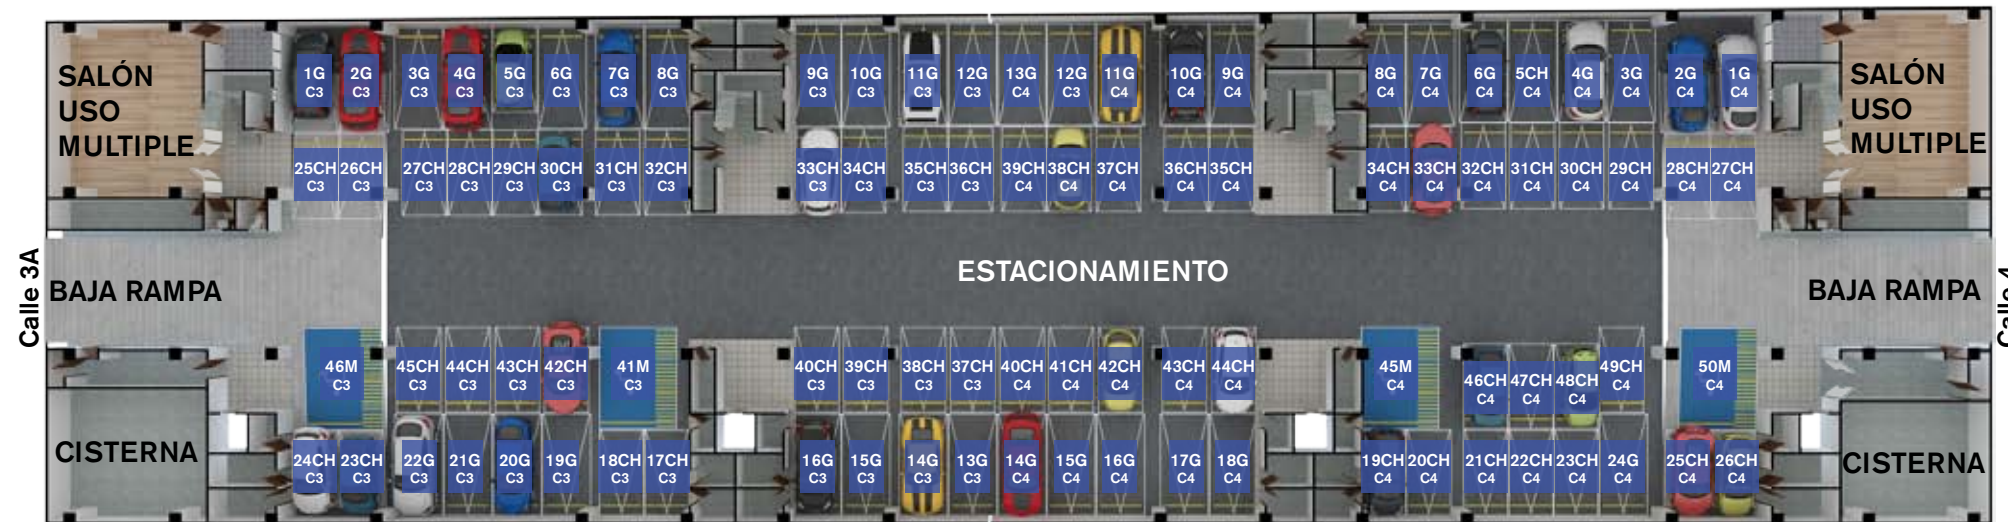 1G 2G 3G 4G 5G 6G 7G 8G 9G 10G 11G 12G 13G 12G 11G 10G 9G 8G 7G 6G 5CH 4G 3G 2G 1G
C3 C3 C3 C3 C3 C3 C3 C3 C3 C3 C3 C3 C4 C3 C4 C4 C4 C4 C4 C4 C4 C4 C4 C4 C4
SALÓN
USO
MULTIPLE
SALÓN
USO
MULTIPLE
25CH 26CH 27CH 28CH 29CH 30CH 31CH 32CH 33CH 34CH 35CH 36CH 39CH 38CH 37CH 36CH 35CH 34CH 33CH 32CH 31CH 30CH 29CH 28CH 27CH
C3 C3 C3 C3 C3 C3 C3 C3 C3 C3 C3 C3 C4 C4 C4 C4 C4 C4 C4 C4 C4 C4 C4 C4 C4
Calle 3A
BAJA RAMPA
ESTACIONAMIENTO
BAJA RAMPA
Calle 4
46M 45CH 44CH 43CH 42CH 41M 40CH 39CH 38CH 37CH 40CH 41CH 42CH 43CH 44CH 45M 46CH 47CH 48CH 49CH 50M
C3 C3 C3 C3 C3 C3 C3 C3 C3 C3 C4 C4 C4 C4 C4 C4 C4 C4 C4 C4 C4
CISTERNA
24CH 23CH 22G 21G 20G 19G 18CH 17CH 16G 15G 14G 13G 14G 15G 16G 17G 18G 19CH 20CH 21CH 22CH 23CH 24G 25CH 26CH
C3 C3 C3 C3 C3 C3 C3 C3 C3 C3 C3 C3 C4 C4 C4 C4 C4 C4 C4 C4 C4 C4 C4 C4 C4
CISTERNA